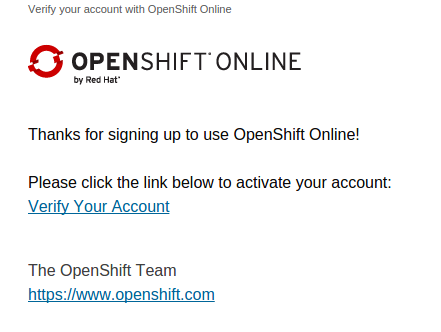 Verify your account with OpenShift Online
OPENSHIFT ONLINE
by Red Hat®
Thanks for signing up to use OpenShift Online!
Please click the link below to activate your account:
Verify Your Account
The OpenShift Team
https://www.openshift.com